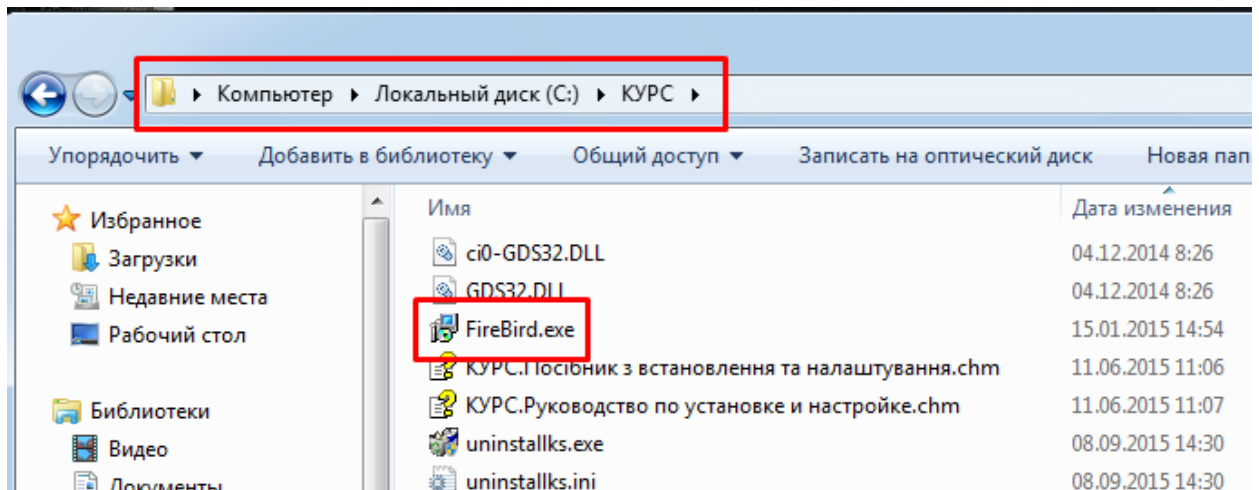 Компьютер Локальный диск (C:) КУРС
Упорядочить Добавить в библиотеку Общий доступ Записать на оптический диск Новая пап
Избранное
Загрузки
Недавние места
Рабочий стол
Библиотеки
Видео
Документы
Имя Дата изменения
ci0-GDS32.DLL 04.12.2014 8:26
GDS32.DLL 04.12.2014 8:26
FireBird.exe 15.01.2015 14:54
КУРС.Посібник з встановлення та налаштування.chm 11.06.2015 11:06
КУРС.Руководство по установке и настройке.chm 11.06.2015 11:07
uninstallks.exe 08.09.2015 14:30
uninstallks.ini 08.09.2015 14:30